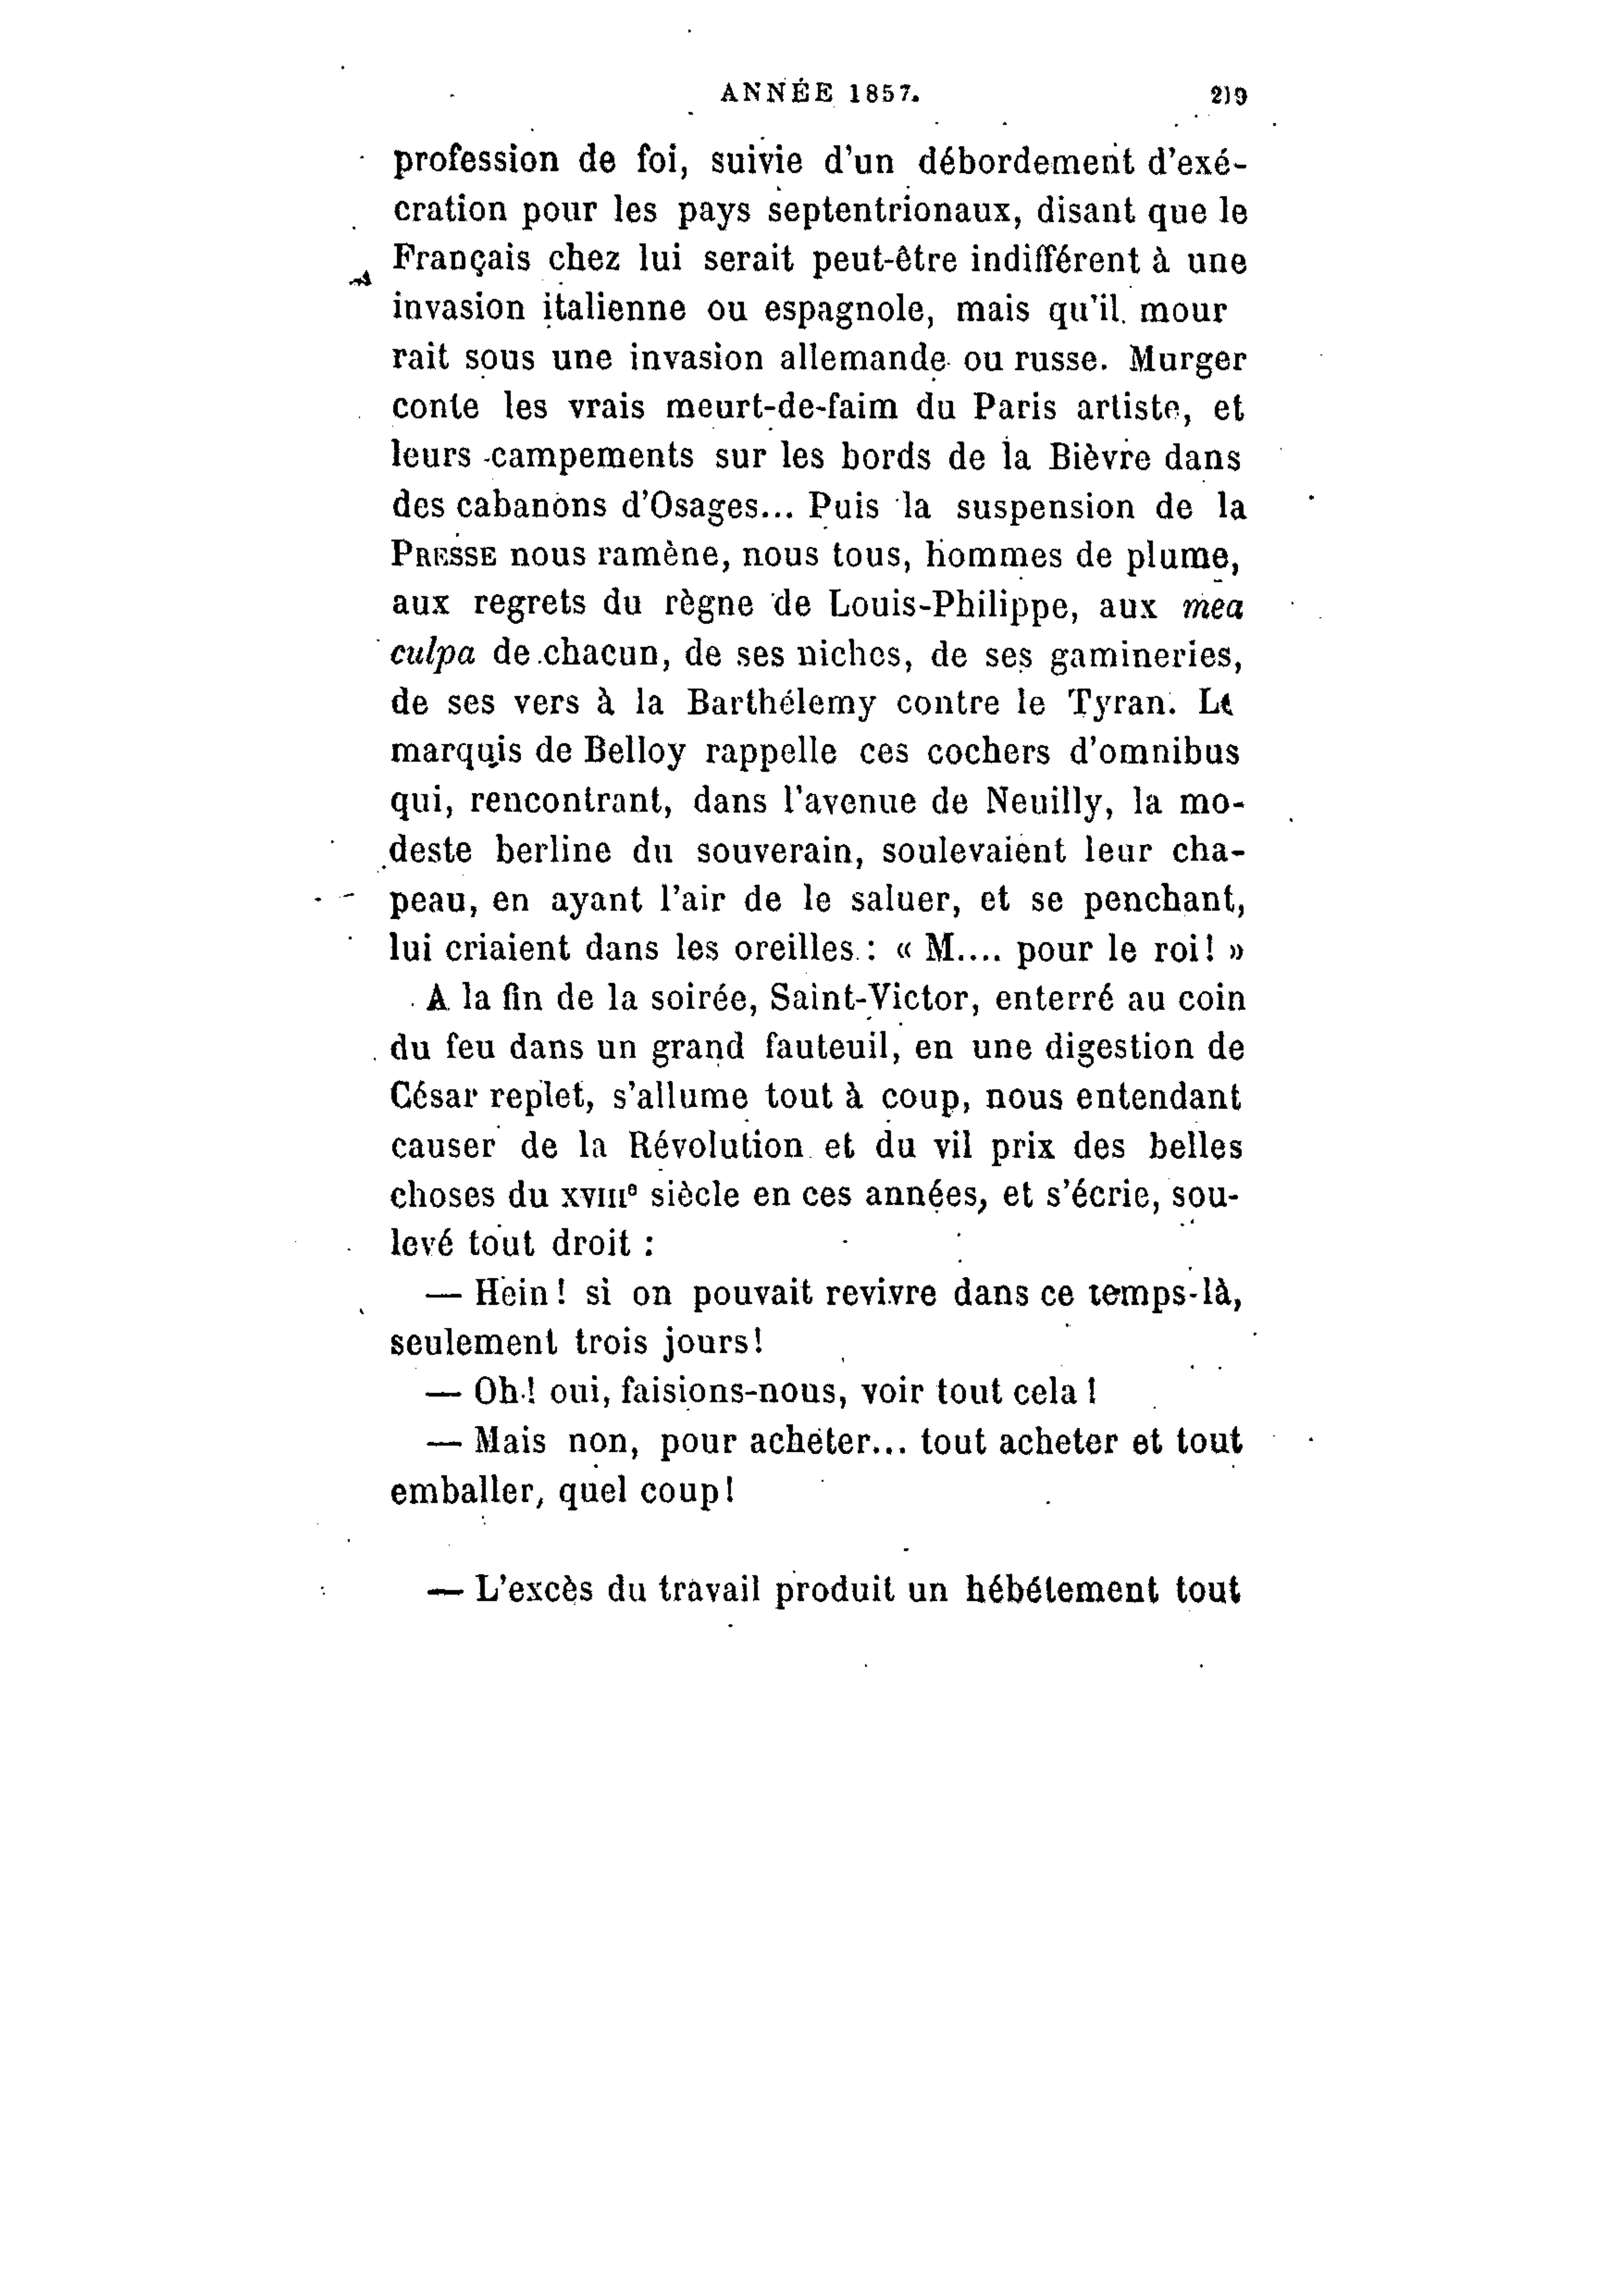 ANNÉE 1857. 219
profession de foi, suivie d'un débordement d'exé-
cration pour les pays septentrionaux, disant que le
Français chez lui serait peut-être indifférent à une
invasion italienne ou espagnole, mais qu'il mour
rait sous une invasion allemande ou russe. Murger
conte les vrais meurt-de-faim du Paris artiste, et
leurs campements sur les bords de la Bièvre dans
des cabanons d'Osages... Puis la suspension de la
PRESSE nous ramène, nous tous, hommes de plume,
aux regrets du règne de Louis-Philippe, aux mea
culpa de chacun, de ses niches, de ses gamineries,
de ses vers à la Barthélemy contre le Tyran. Le
marquis de Belloy rappelle ces cochers d'omnibus
qui, rencontrant, dans l'avenue de Neuilly, la mo-
deste berline du souverain, soulevaient leur cha-
peau, en ayant l'air de le saluer, et se penchant,
lui criaient dans les oreilles : « M.... pour le roi! »
A la fin de la soirée, Saint-Victor, enterré au coin
du feu dans un grand fauteuil, en une digestion de
César replet, s'allume tout à coup, nous entendant
causer de la Révolution et du vil prix des belles
choses du XVIIIe siècle en ces années, et s'écrie, sou-
levé tout droit :
— Hein! si on pouvait revivre dans ce temps-là,
seulement trois jours!
— Oh! oui, faisions-nous, voir tout cela!
— Mais non, pour acheter... tout acheter et tout
emballer, quel coup!
— L'excès du travail produit un hébétement tout